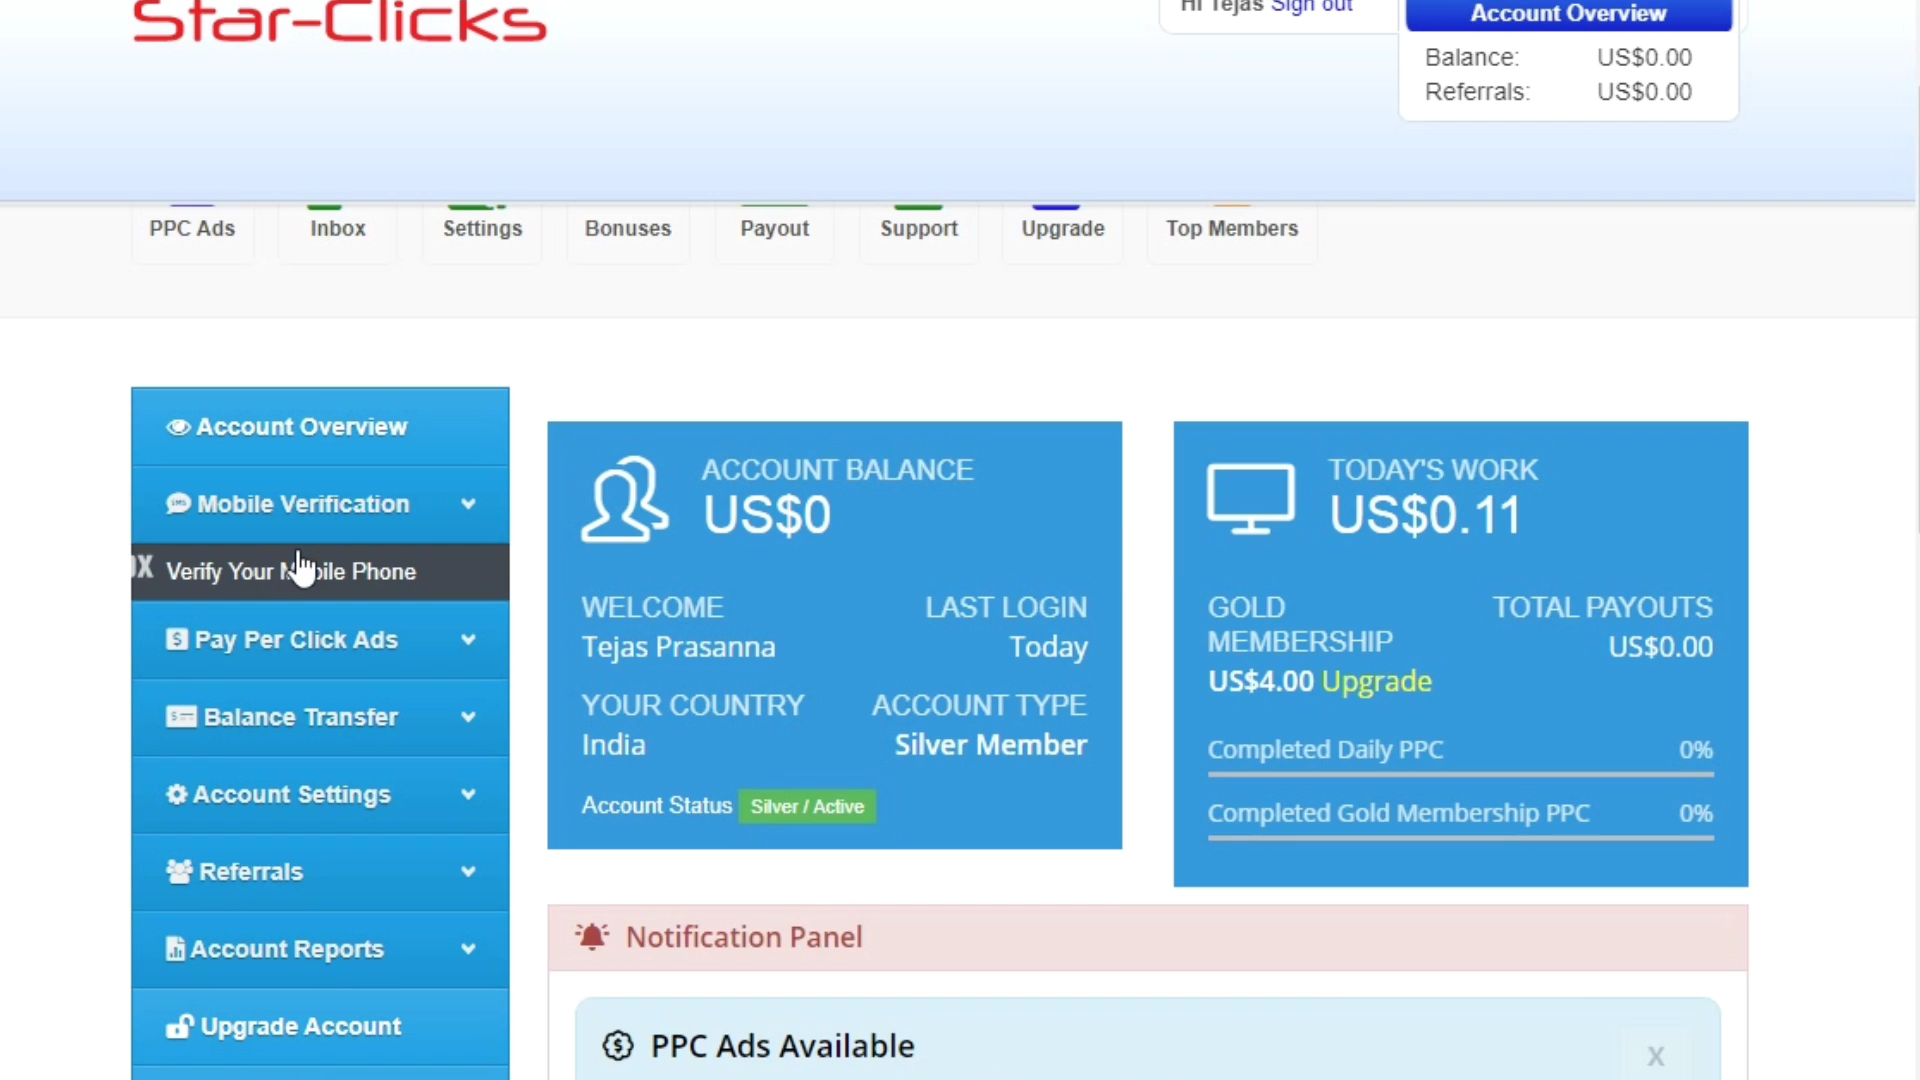 Star-Clicks
Hi Tejas Sign out
Account Overview
Balance: US$0.00
Referrals: US$0.00
PPC Ads Inbox Settings Bonuses Payout Support Upgrade Top Members
Account Overview
Mobile Verification
Verify Your Mobile Phone
Pay Per Click Ads
Balance Transfer
Account Settings
Referrals
Account Reports
Upgrade Account
ACCOUNT BALANCE
US$0
WELCOME LAST LOGIN
Tejas Prasanna Today
YOUR COUNTRY ACCOUNT TYPE
India Silver Member
Account Status Silver / Active
TODAY'S WORK
US$0.11
GOLD MEMBERSHIP TOTAL PAYOUTS
US$4.00 Upgrade US$0.00
Completed Daily PPC 0%
Completed Gold Membership PPC 0%
Notification Panel
PPC Ads Available
X